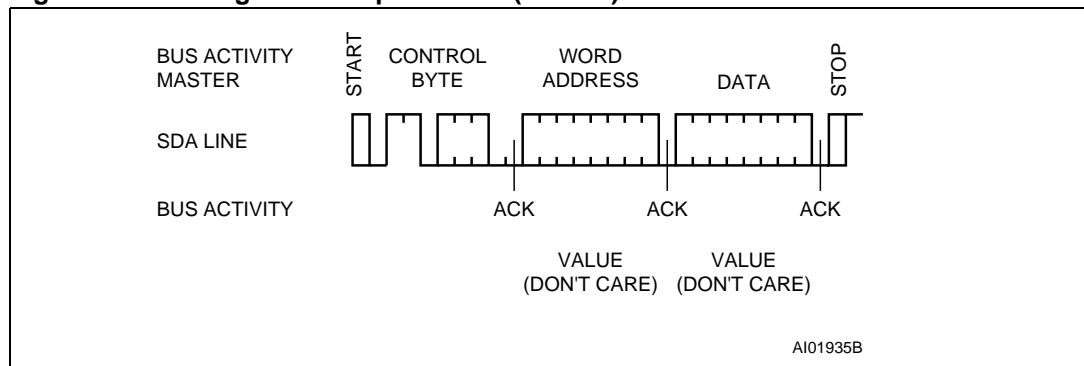 BUS ACTIVITY
MASTER
START
CONTROL
BYTE
WORD
ADDRESS
DATA
STOP
SDA LINE
BUS ACTIVITY
ACK
ACK
ACK
VALUE
(DON'T CARE)
VALUE
(DON'T CARE)
AI01935B